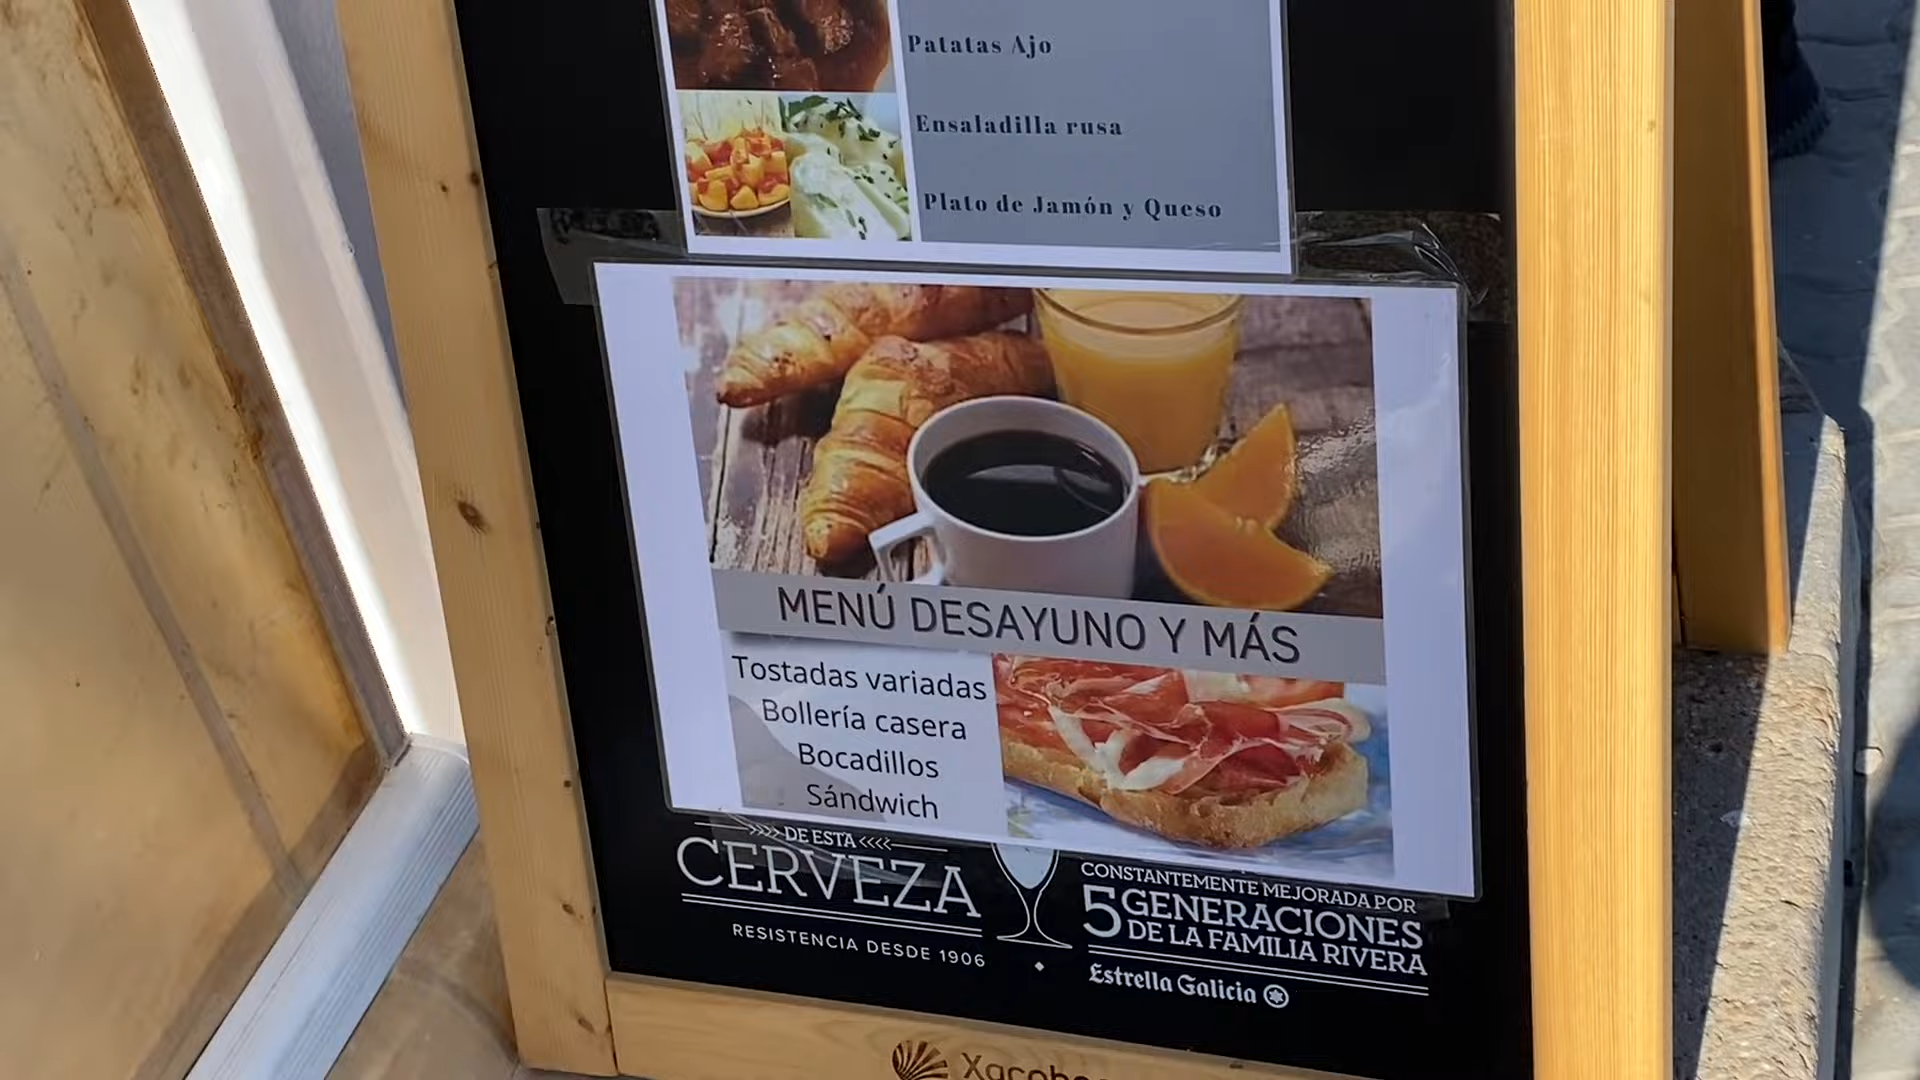 Patatas Ajo
Ensaladilla rusa
Plato de Jamón y Queso
MENÚ DESAYUNO Y MÁS
Tostadas variadas
Bollería casera
Bocadillos
Sándwich
DE ESTA
CERVEZA
RESISTENCIA DESDE 1906
CONSTANTEMENTE MEJORADA POR
5 GENERACIONES
DE LA FAMILIA RIVERA
Estrella Galicia